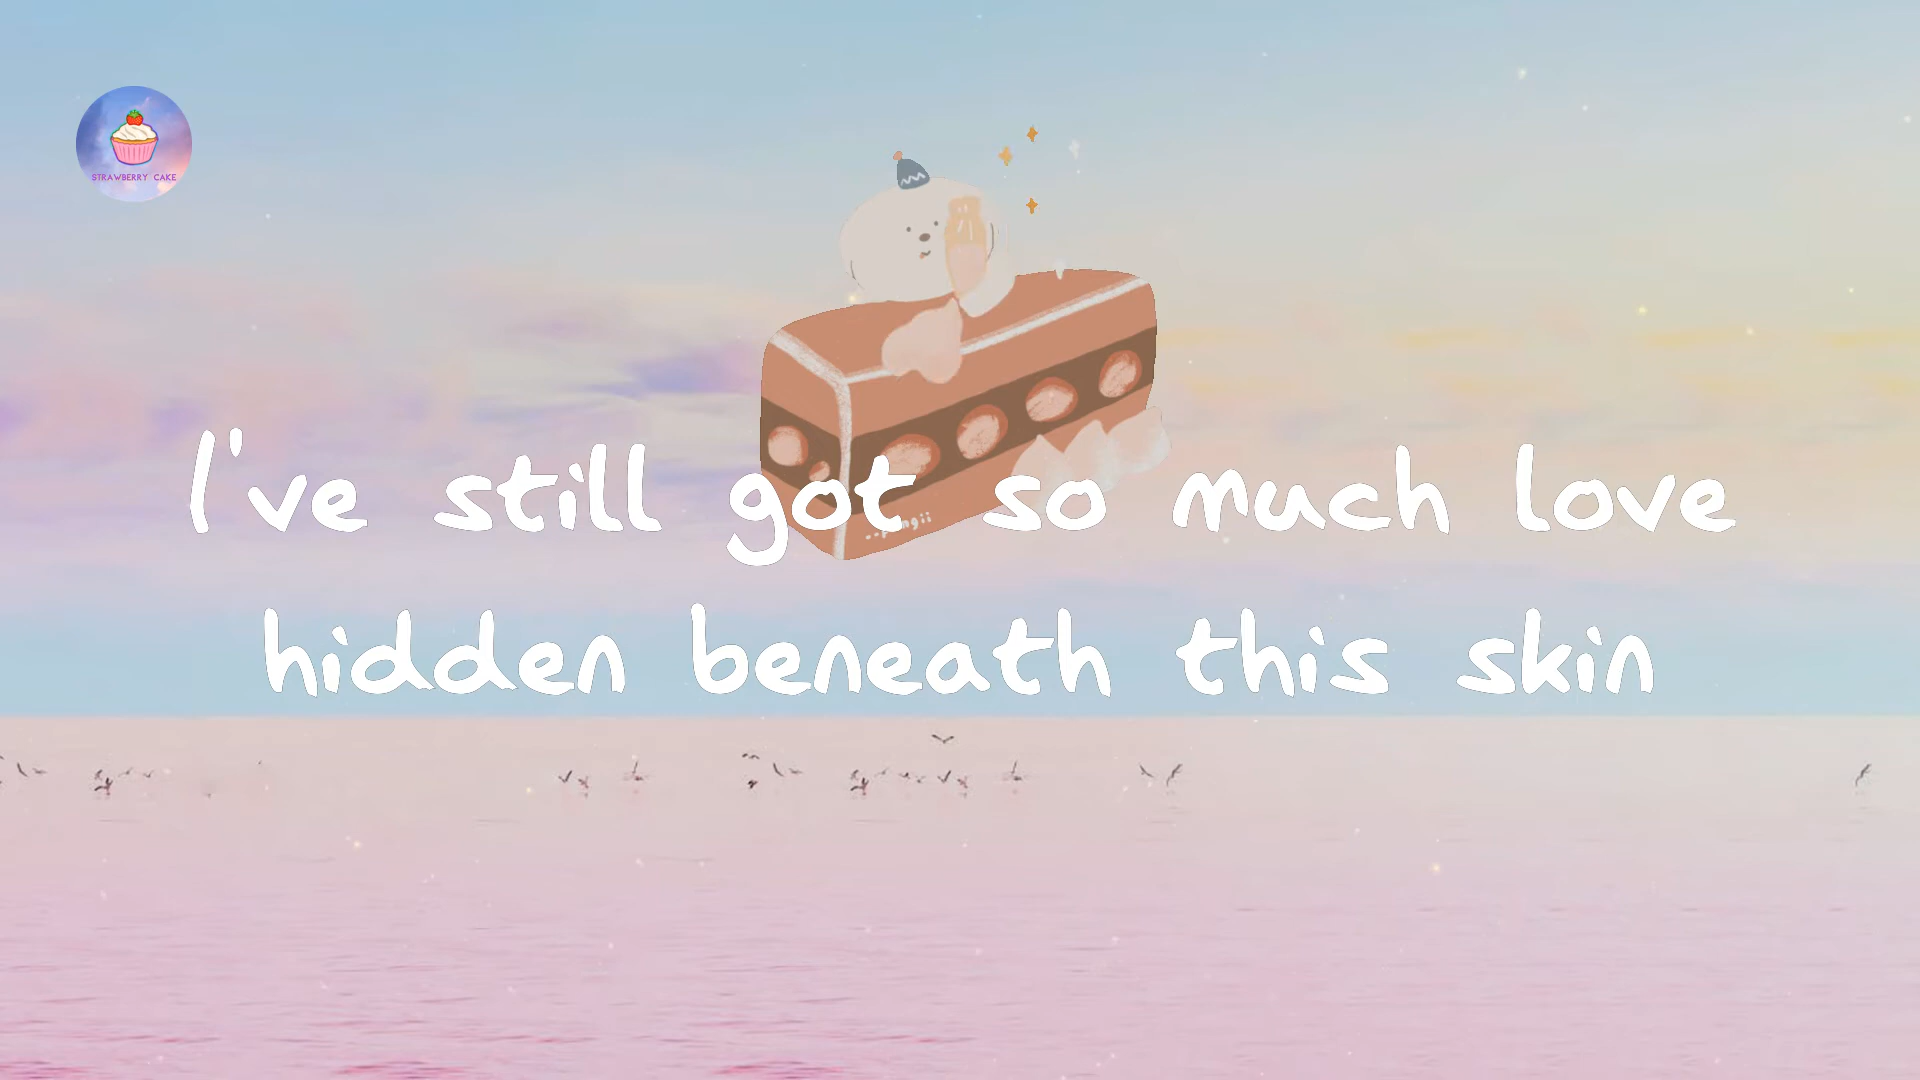 STRAWBERRY CAKE
I've still got so much love
hidden beneath this skin